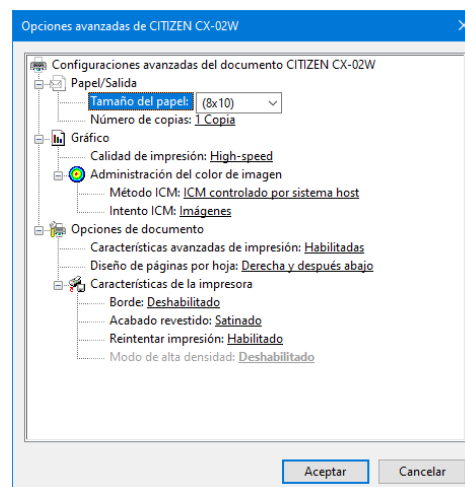 Opciones avanzadas de CITIZEN CX-02W
Configuraciones avanzadas del documento CITIZEN CX-02W
Papel/Salida
Tamaño del papel: (8x10)
Número de copias: 1 Copia
Gráfico
Calidad de impresión: High-speed
Administración del color de imagen
Método ICM: ICM controlado por sistema host
Intento ICM: Imágenes
Opciones de documento
Características avanzadas de impresión: Habilitadas
Diseño de páginas por hoja: Derecha y después abajo
Características de la impresora
Borde: Deshabilitado
Acabado revestido: Satinado
Reintentar impresión: Habilitado
Modo de alta densidad: Deshabilitado
Aceptar Cancelar